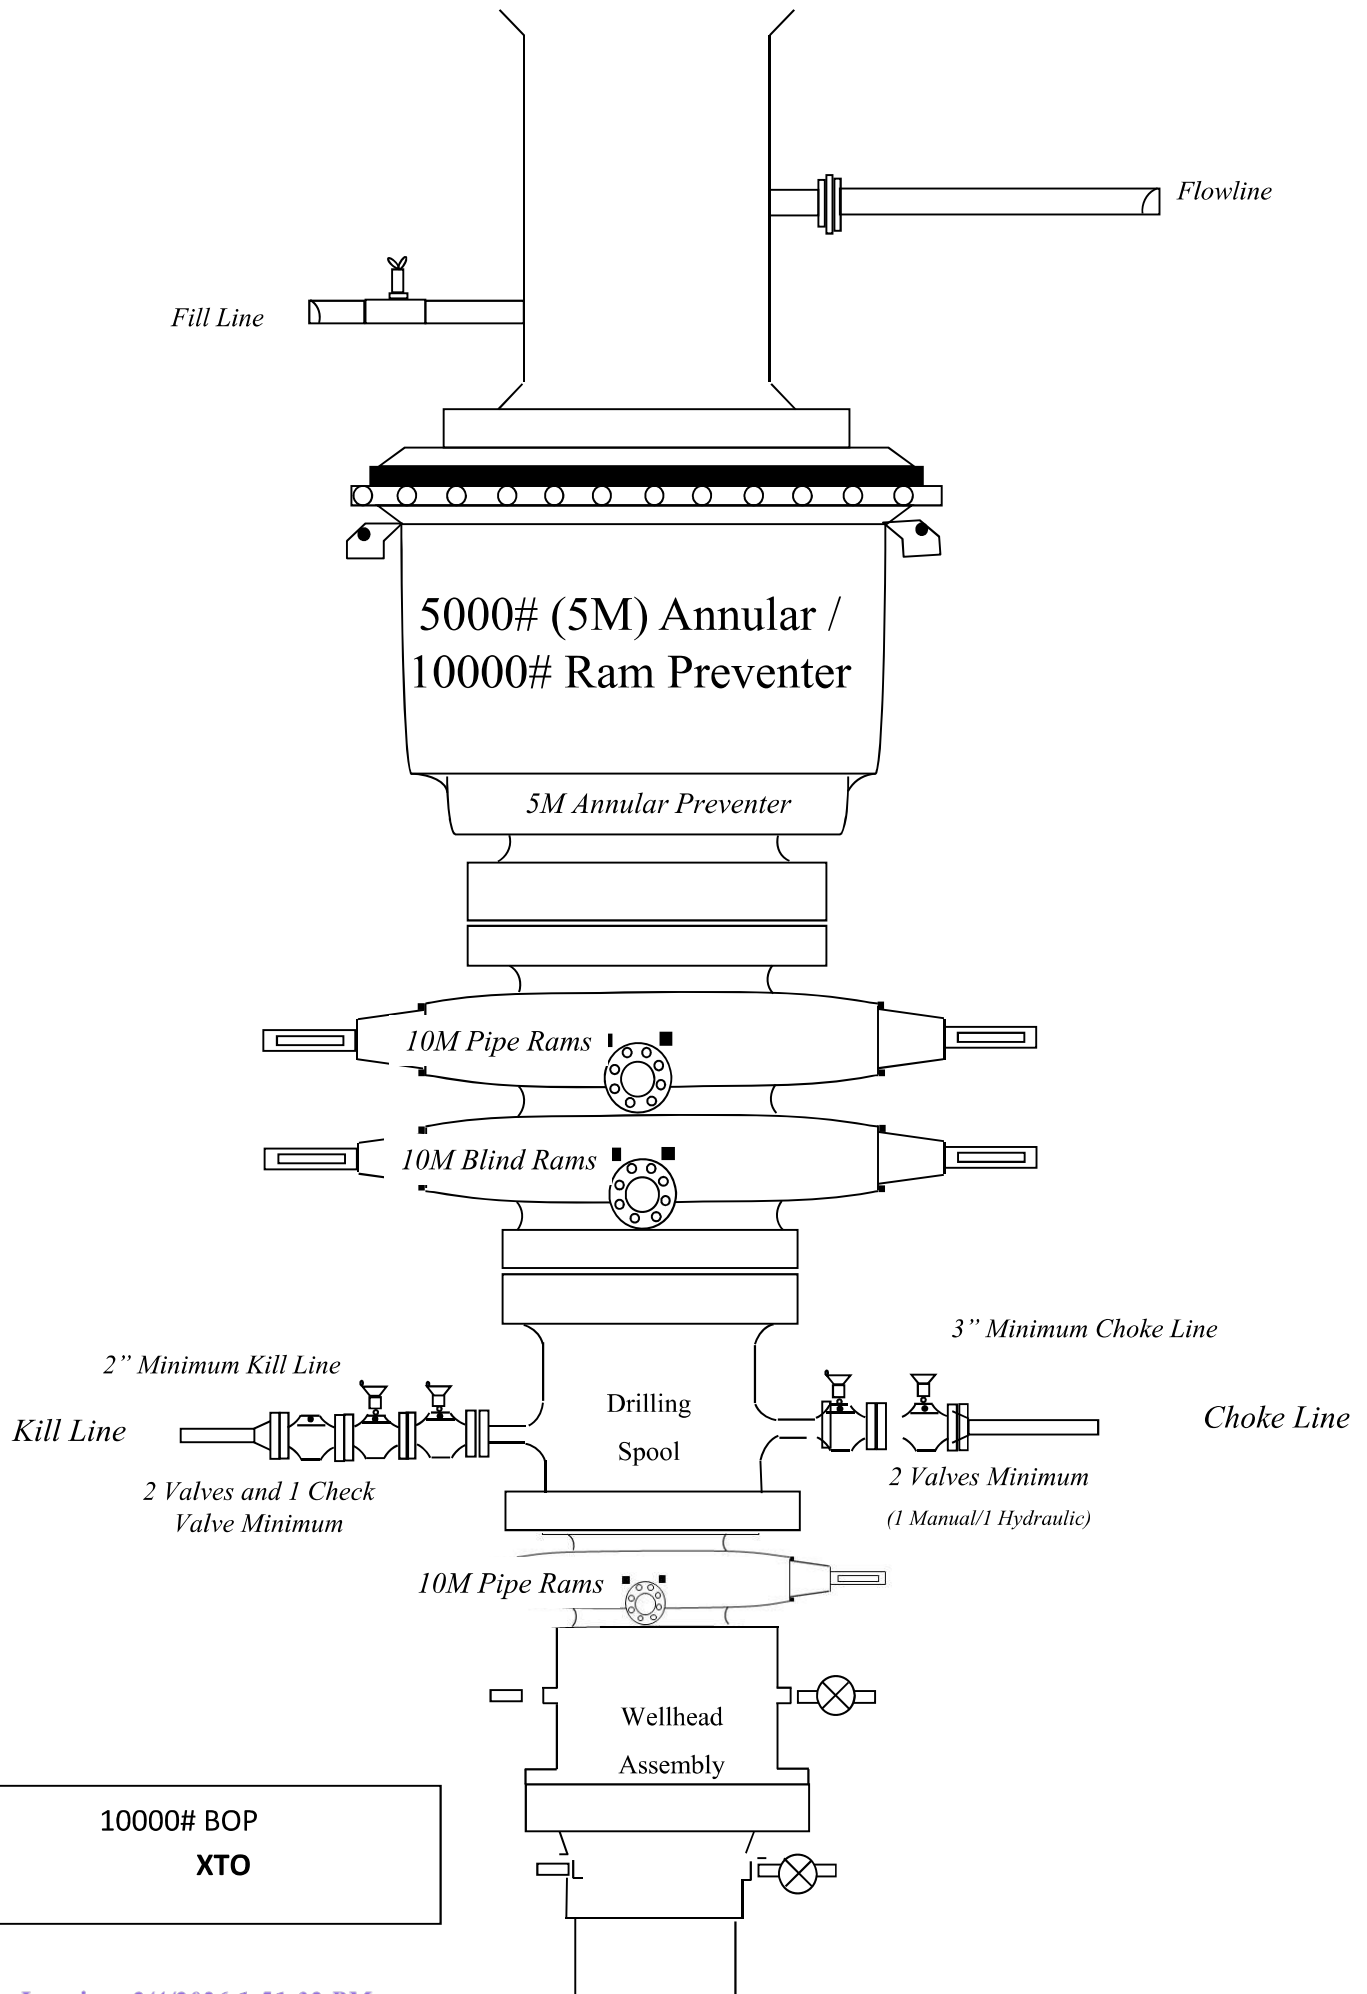 Flowline
Fill Line
5000# (5M) Annular /
10000# Ram Preventer
5M Annular Preventer
10M Pipe Rams
10M Blind Rams
3” Minimum Choke Line
2” Minimum Kill Line
Drilling
Spool
Kill Line
Choke Line
2 Valves and 1 Check
Valve Minimum
2 Valves Minimum
(1 Manual/1 Hydraulic)
10M Pipe Rams
Wellhead
Assembly
10000# BOP
XTO